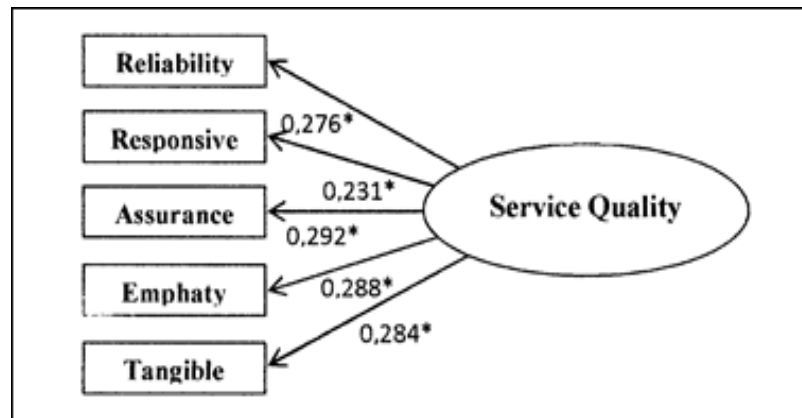 Reliability
0,276*
Responsive
0,231*
Assurance
Service Quality
0,292*
Emphaty
0,288*
0,284*
Tangible